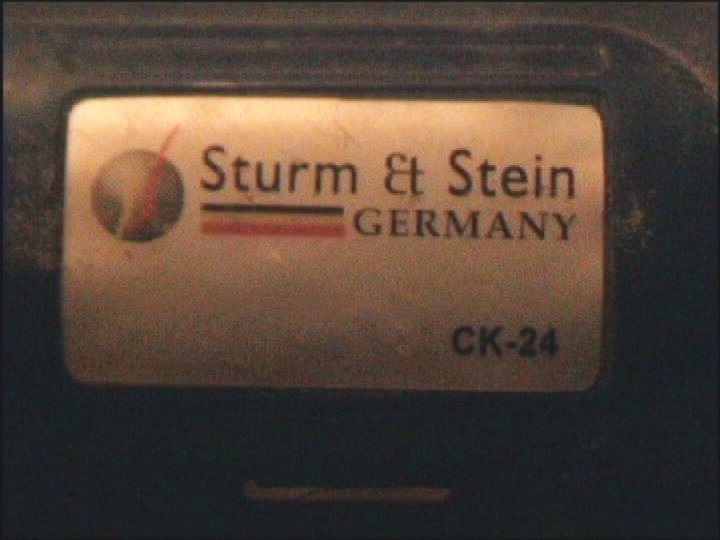 Sturm & Stein
GERMANY
CK-24